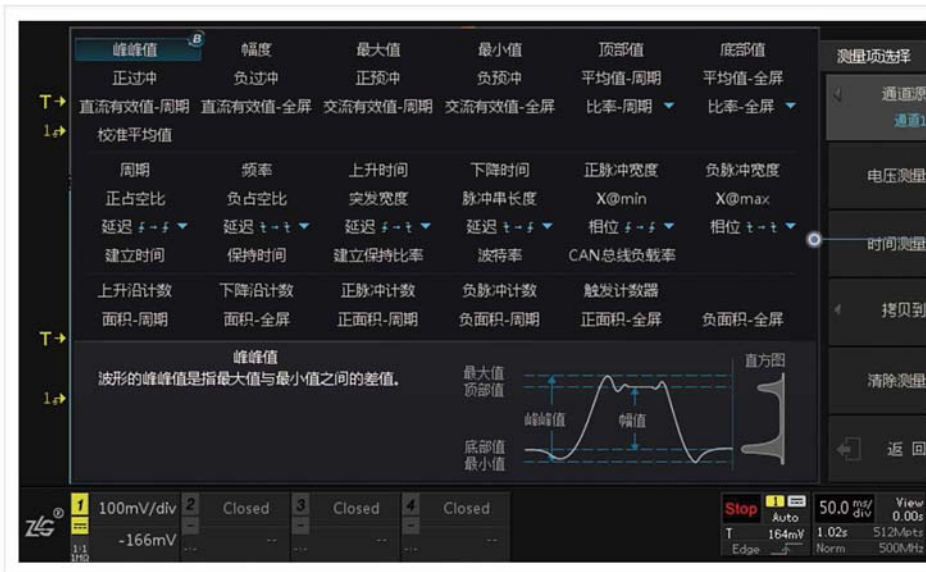 峰峰值 B 幅度 最大值 最小值 顶部值 底部值
测量项选择
正过冲 负过冲 正预冲 负预冲 平均值-周期 平均值-全屏
通道源
直流有效值-周期 直流有效值-全屏 交流有效值-周期 交流有效值-全屏 比率-周期 比率-全屏
通道1
校准平均值
周期 频率 上升时间 下降时间 正脉冲宽度 负脉冲宽度
电压测量
正占空比 负占空比 突发宽度 脉冲串长度 X@min X@max
延迟 延迟 延迟 延迟 相位 相位
时间测量
建立时间 保持时间 建立保持比率 波特率 CAN总线负载率
上升沿计数 下降沿计数 正脉冲计数 负脉冲计数 触发计数器
拷贝到
面积-周期 面积-全屏 正面积-周期 负面积-周期 正面积-全屏 负面积-全屏
T
1
T
1
峰峰值
波形的峰峰值是指最大值与最小值之间的差值。
直方图
最大值
顶部值
峰峰值 幅值
底部值
最小值
清除测量
返回
ZLG®
1 100mV/div 2 Closed 3 Closed 4 Closed
-166mV -- -- --
1:1
1MΩ
Stop 1 Auto
T 164mV
Edge
50.0 ms/div View 0.00s
1.02s 512Mpts
Norm 500MHz